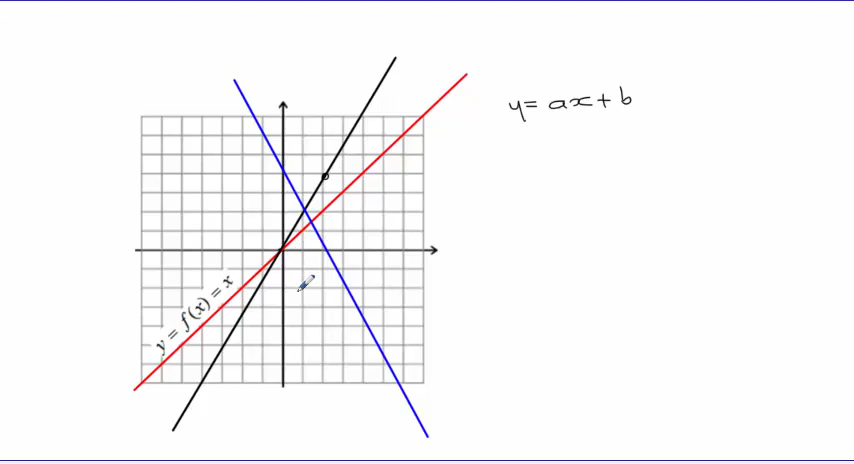 y = ax + b
y = f(x) = x